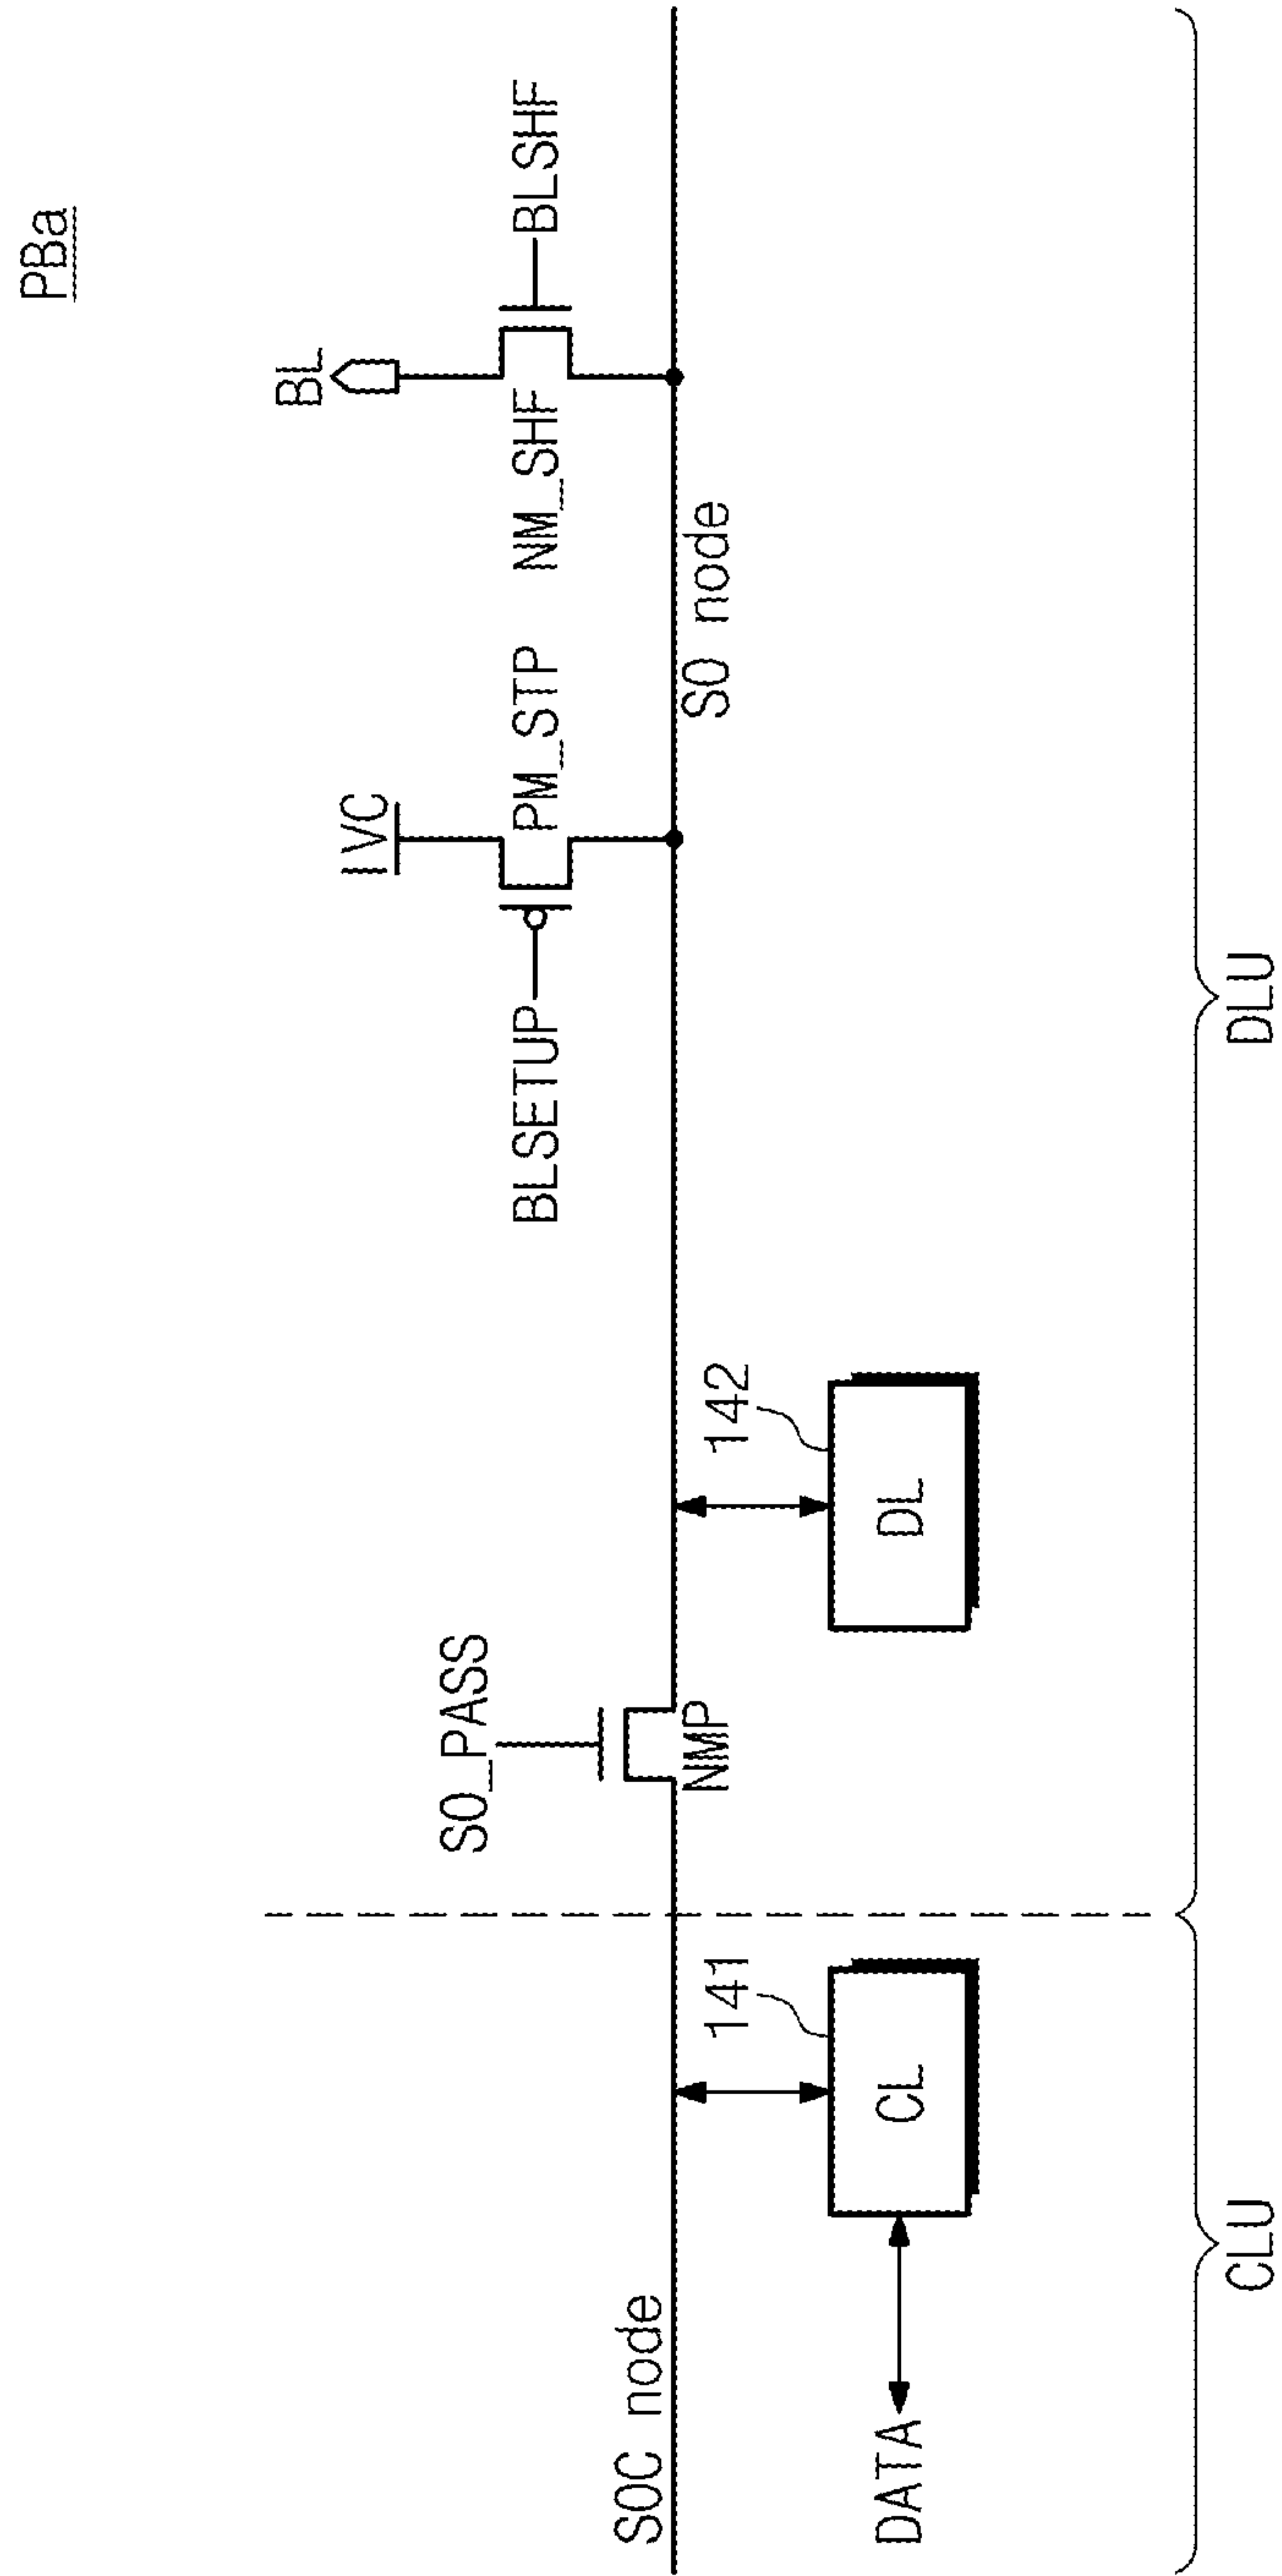 PBa
BL
IVC
BLSETUP
PM_STP
NM_SHF
BLSHF
SO_PASS
SOC node
NMP
SO node
141
142
DATA
CL
DL
CLU
DLU